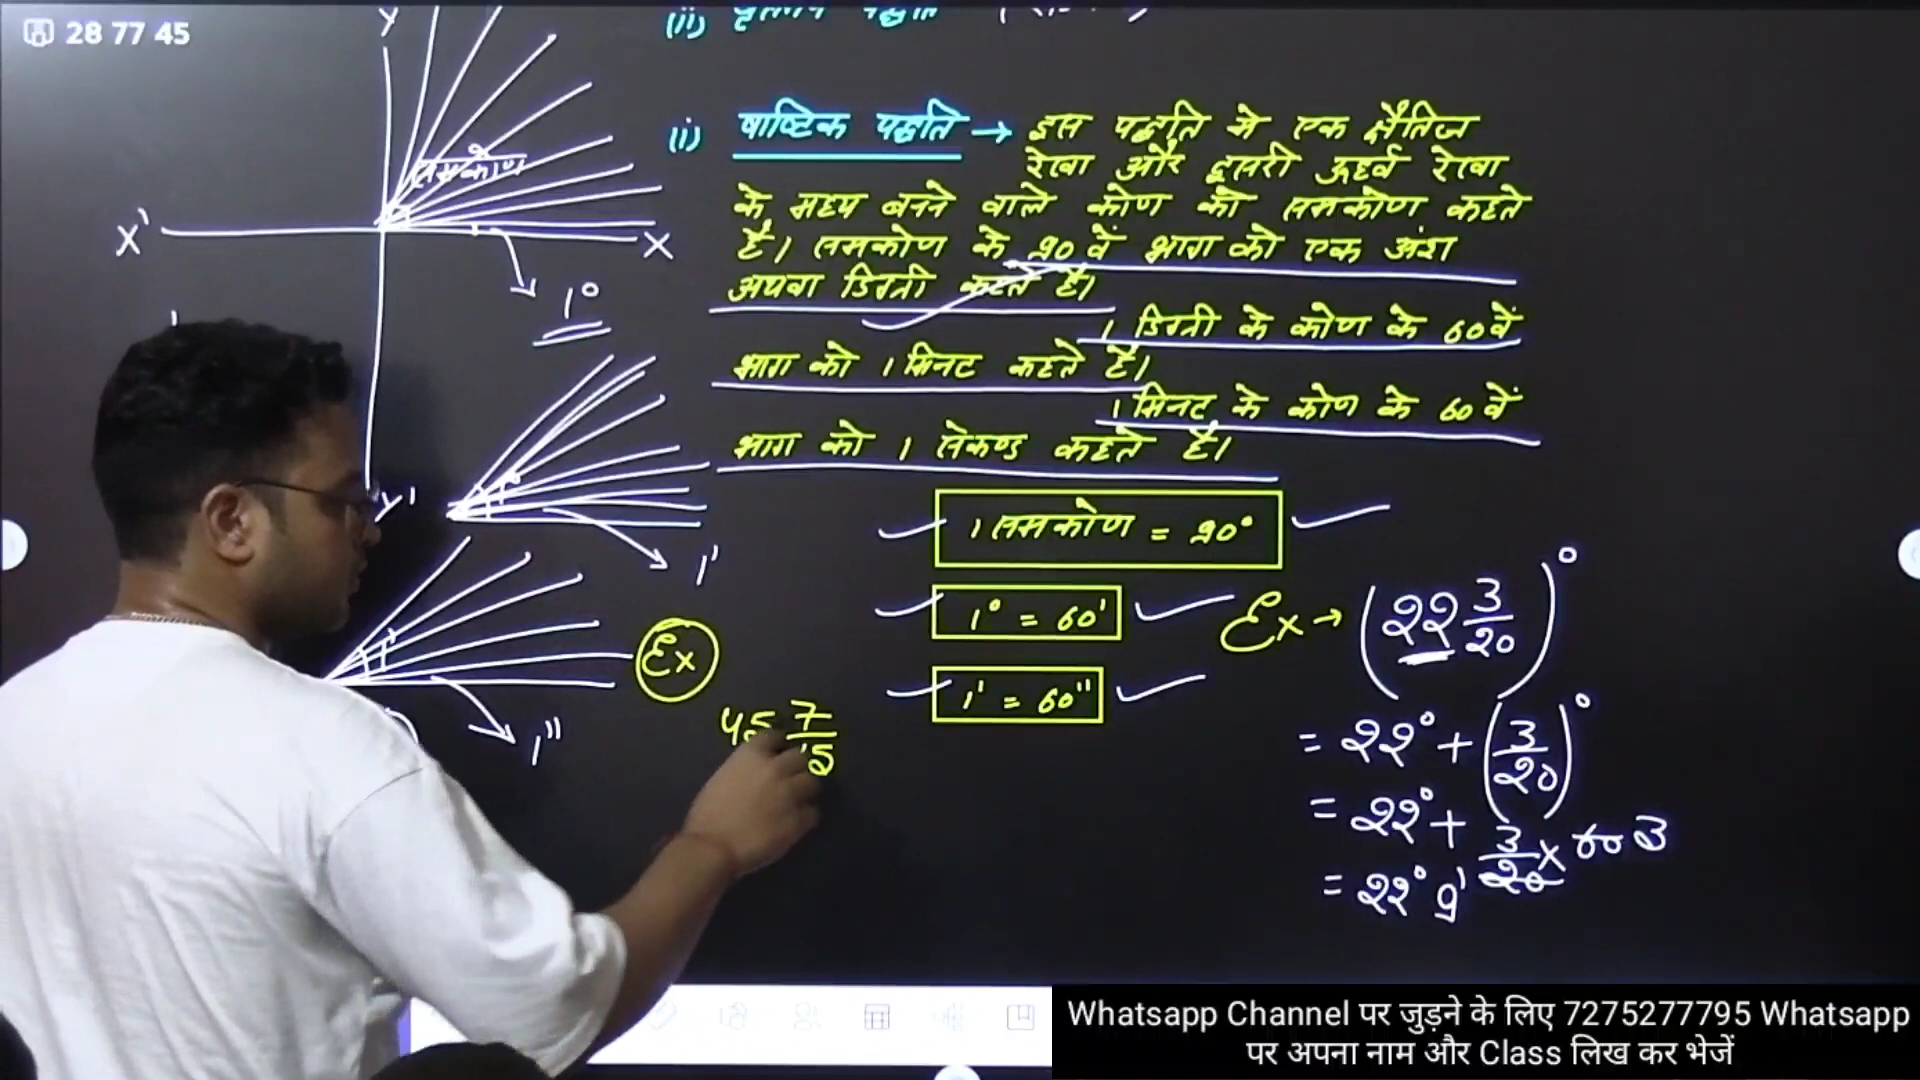 28 77 45
(ii)
Y
(i) षाष्टिक पद्धति → इस पद्धति मे एक क्षैतिज
रेखा और दूसरी ऊर्ध्व रेखा
के मध्य बनने वाले कोण को समकोण कहते
है। समकोण के 90 वें भाग को एक अंश
अथवा डिग्री कहते है।
1 डिग्री के कोण के 60 वें
भाग को 1 मिनट कहते है।
1 मिनट के कोण के 60 वें
भाग को 1 सेकण्ड कहते है।
समकोण
X' X
1°
Y'
1'
1"
1 समकोण = 90°
1° = 60'
1' = 60"
Ex
45 7/15
Ex → (22 3/20)°
= 22° + (3/20)°
= 22° + 3/20 × 60 3
= 22° 9'
Whatsapp Channel पर जुड़ने के लिए 7275277795 Whatsapp
पर अपना नाम और Class लिख कर भेजें